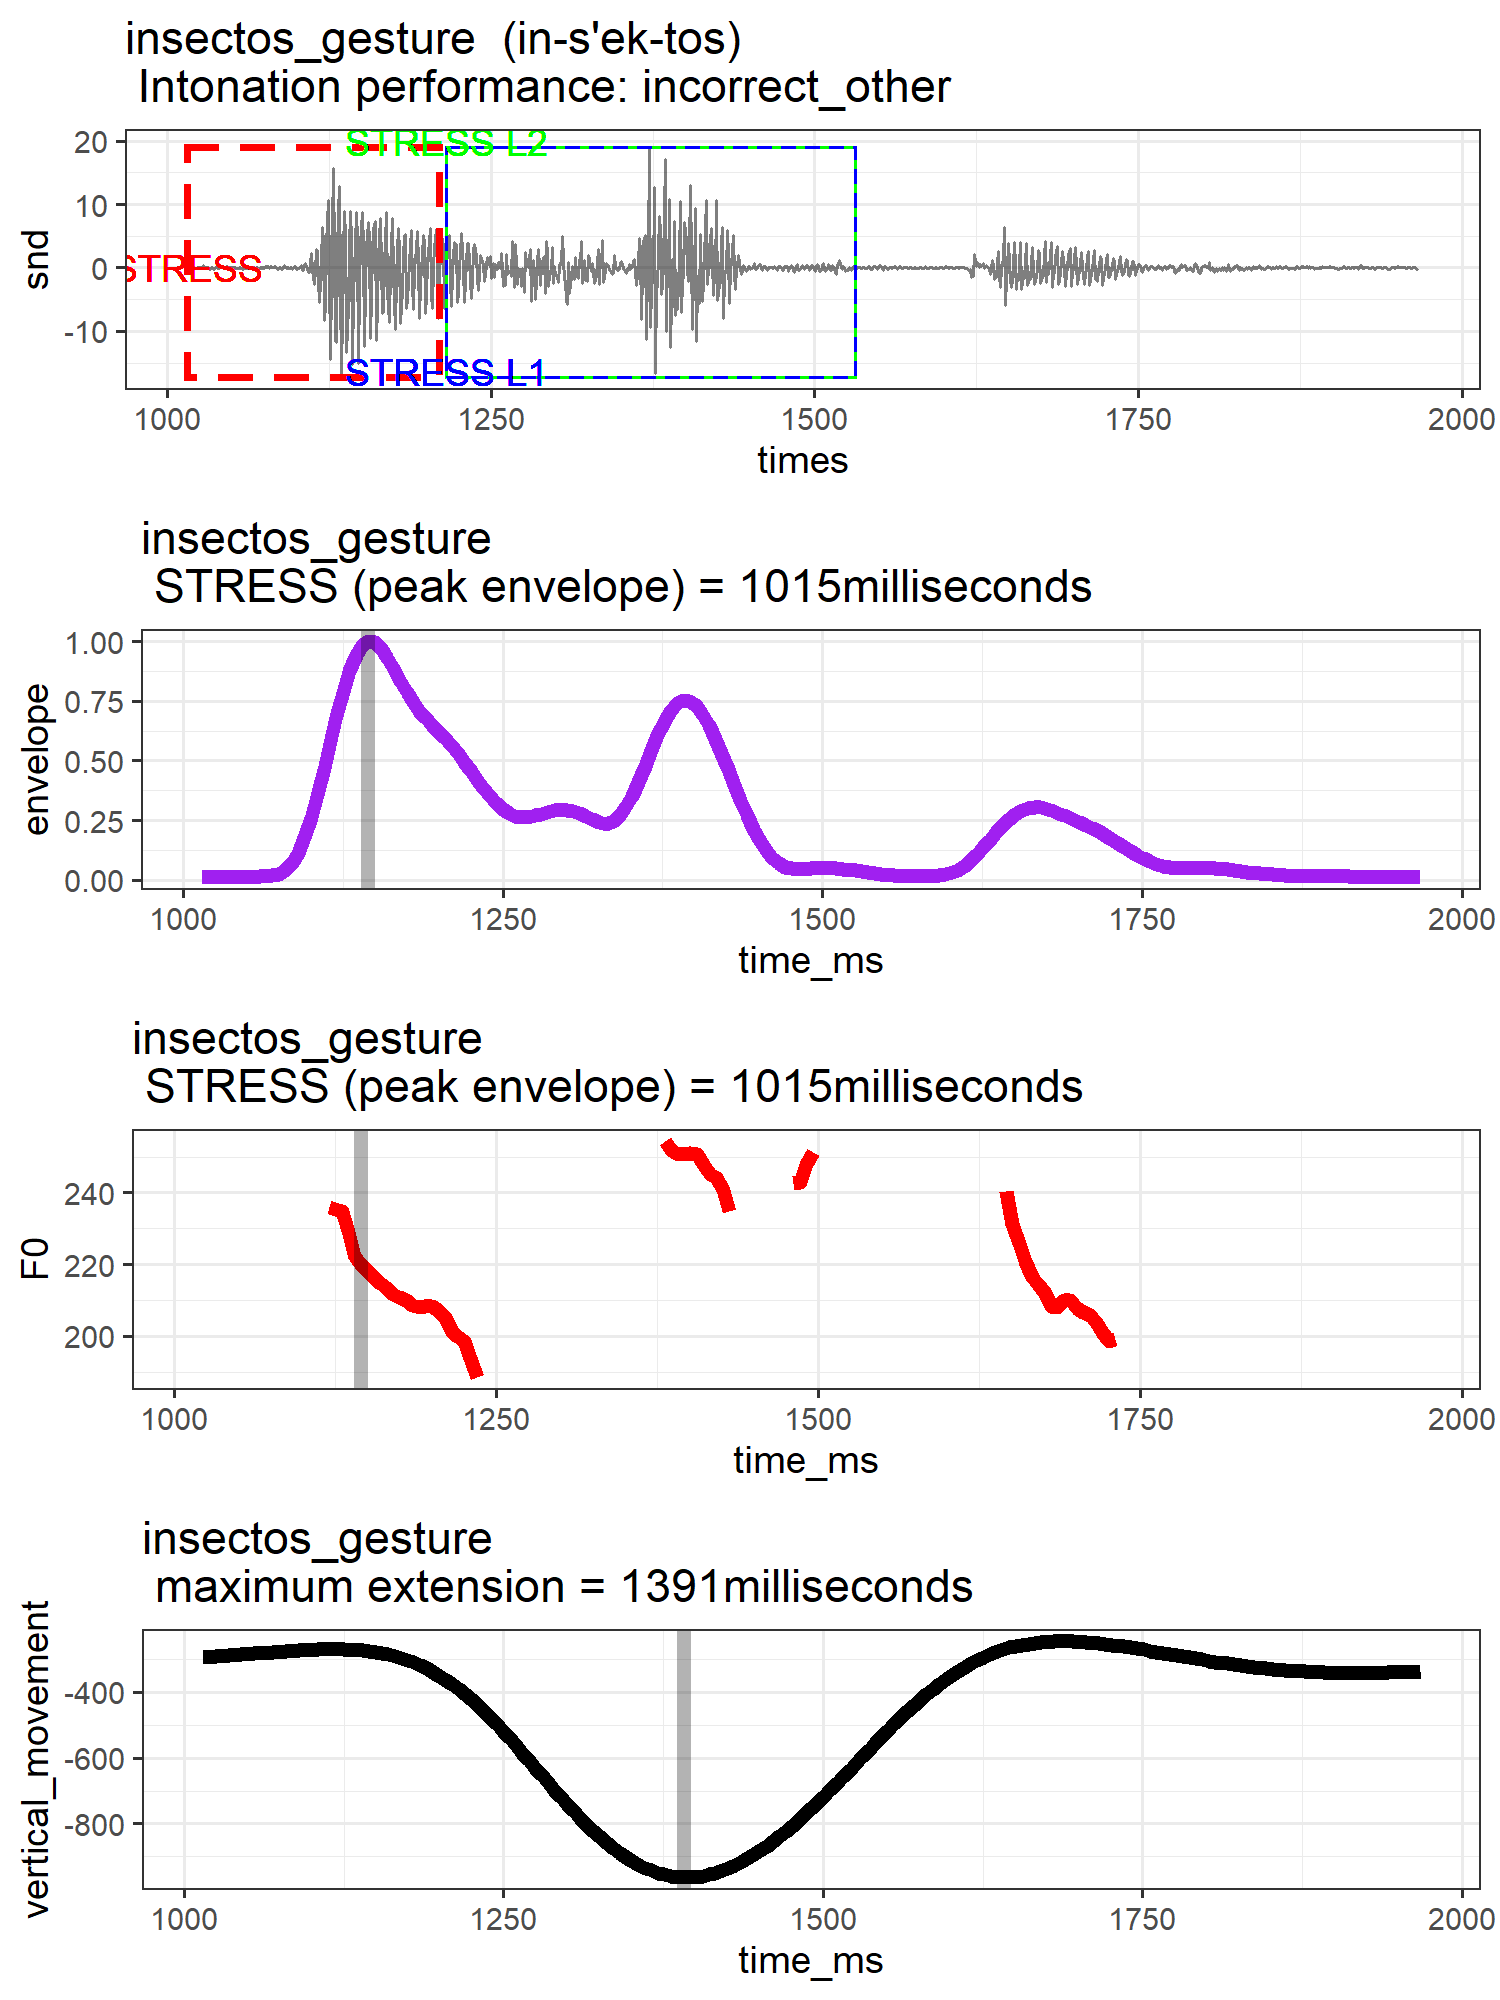 insectos_gesture  (in-s'ek-tos)
Intonation performance: incorrect_other
20
10
0
-10
snd
STRESS L2
STRESS
STRESS L1
1000 1250 1500 1750 2000
times
insectos_gesture
STRESS (peak envelope) = 1015milliseconds
1.00
0.75
0.50
0.25
0.00
envelope
1000 1250 1500 1750 2000
time_ms
insectos_gesture
STRESS (peak envelope) = 1015milliseconds
240
220
200
F0
1000 1250 1500 1750 2000
time_ms
insectos_gesture
maximum extension = 1391milliseconds
-400
-600
-800
vertical_movement
1000 1250 1500 1750 2000
time_ms